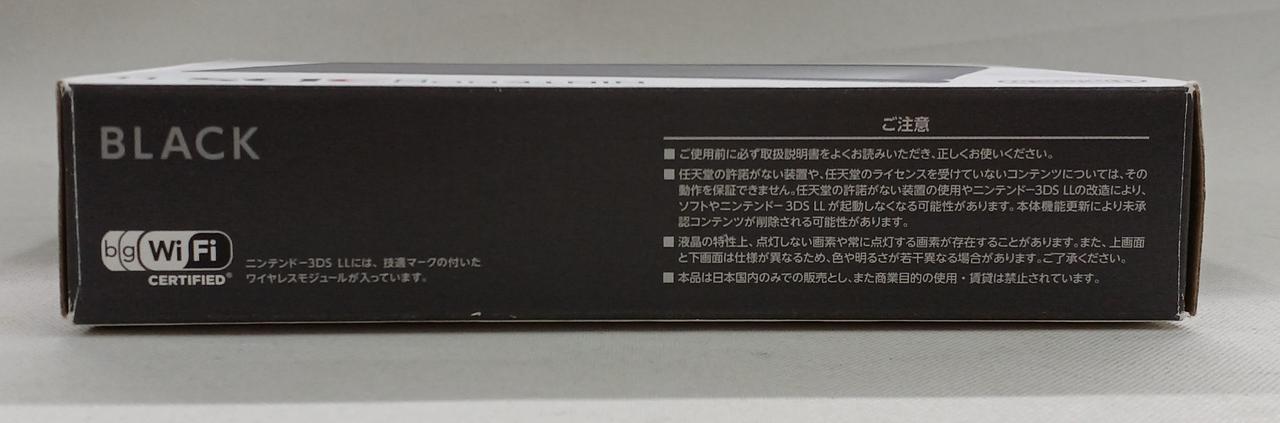 BLACK
bg Wi Fi
CERTIFIED®
ニンテンドー3DS LLには、技適マークの付いた
ワイヤレスモジュールが入っています。
ご注意
■ ご使用前に必ず取扱説明書をよくお読みいただき、正しくお使いください。
■ 任天堂の許諾がない装置や、任天堂のライセンスを受けていないコンテンツについては、その
動作を保証できません。任天堂の許諾がない装置の使用やニンテンドー3DS LLの改造により、
ソフトやニンテンドー3DS LL が起動しなくなる可能性があります。本体機能更新により未承
認コンテンツが削除される可能性があります。
■ 液晶の特性上、点灯しない画素や常に点灯する画素が存在することがあります。また、上画面
と下画面は仕様が異なるため、色や明るさが若干異なる場合があります。ご了承ください。
■ 本品は日本国内のみでの販売とし、また商業目的の使用・賃貸は禁止されています。